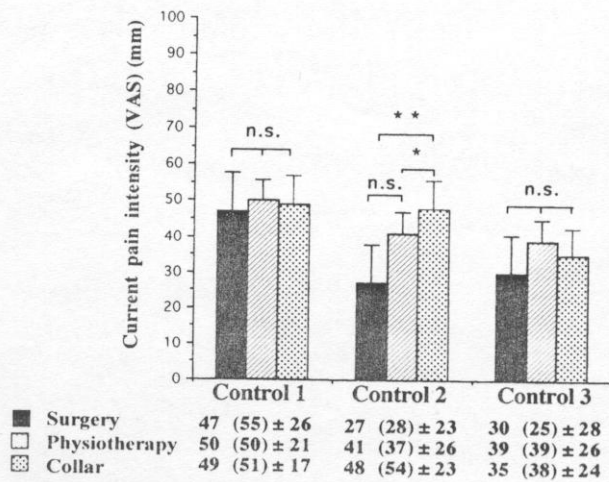 Current pain intensity (VAS) (mm)
100
90
80
70
60
50
40
30
20
10
0
n.s.
* *
*
n.s.
n.s.
Control 1 Control 2 Control 3
Surgery 47 (55) ± 26 27 (28) ± 23 30 (25) ± 28
Physiotherapy 50 (50) ± 21 41 (37) ± 26 39 (39) ± 26
Collar 49 (51) ± 17 48 (54) ± 23 35 (38) ± 24